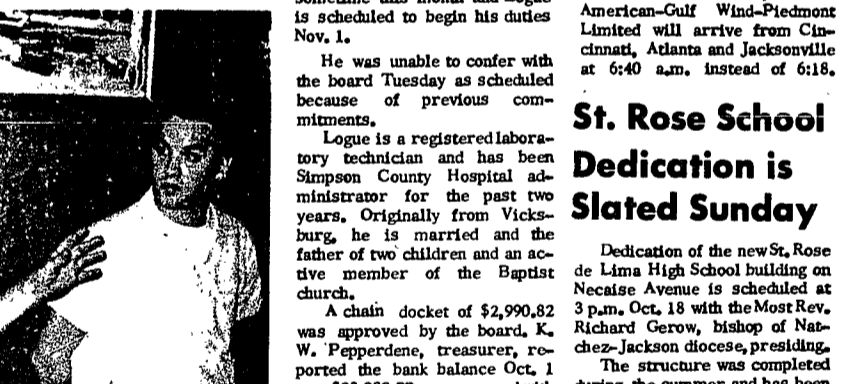 is scheduled to begin his duties
Nov. 1.
He was unable to confer with
the board Tuesday as scheduled
because of previous com-
mitments.
Logue is a registered labora-
tory technician and has been
Simpson County Hospital ad-
ministrator for the past two
years. Originally from Vicks-
burg, he is married and the
father of two children and an ac-
tive member of the Baptist
church.
A chain docket of $2,990.82
was approved by the board. K.
W. Pepperdene, treasurer, re-
ported the bank balance Oct. 1
American-Gulf Wind-Piedmont
Limited will arrive from Cin-
cinnati, Atlanta and Jacksonville
at 6:40 a.m. instead of 6:18.
St. Rose School
Dedication is
Slated Sunday
Dedication of the new St. Rose
de Lima High School building on
Necaise Avenue is scheduled at
3 p.m. Oct. 18 with the Most Rev.
Richard Gerow, bishop of Nat-
chez-Jackson diocese, presiding.
The structure was completed
during the summer and has been